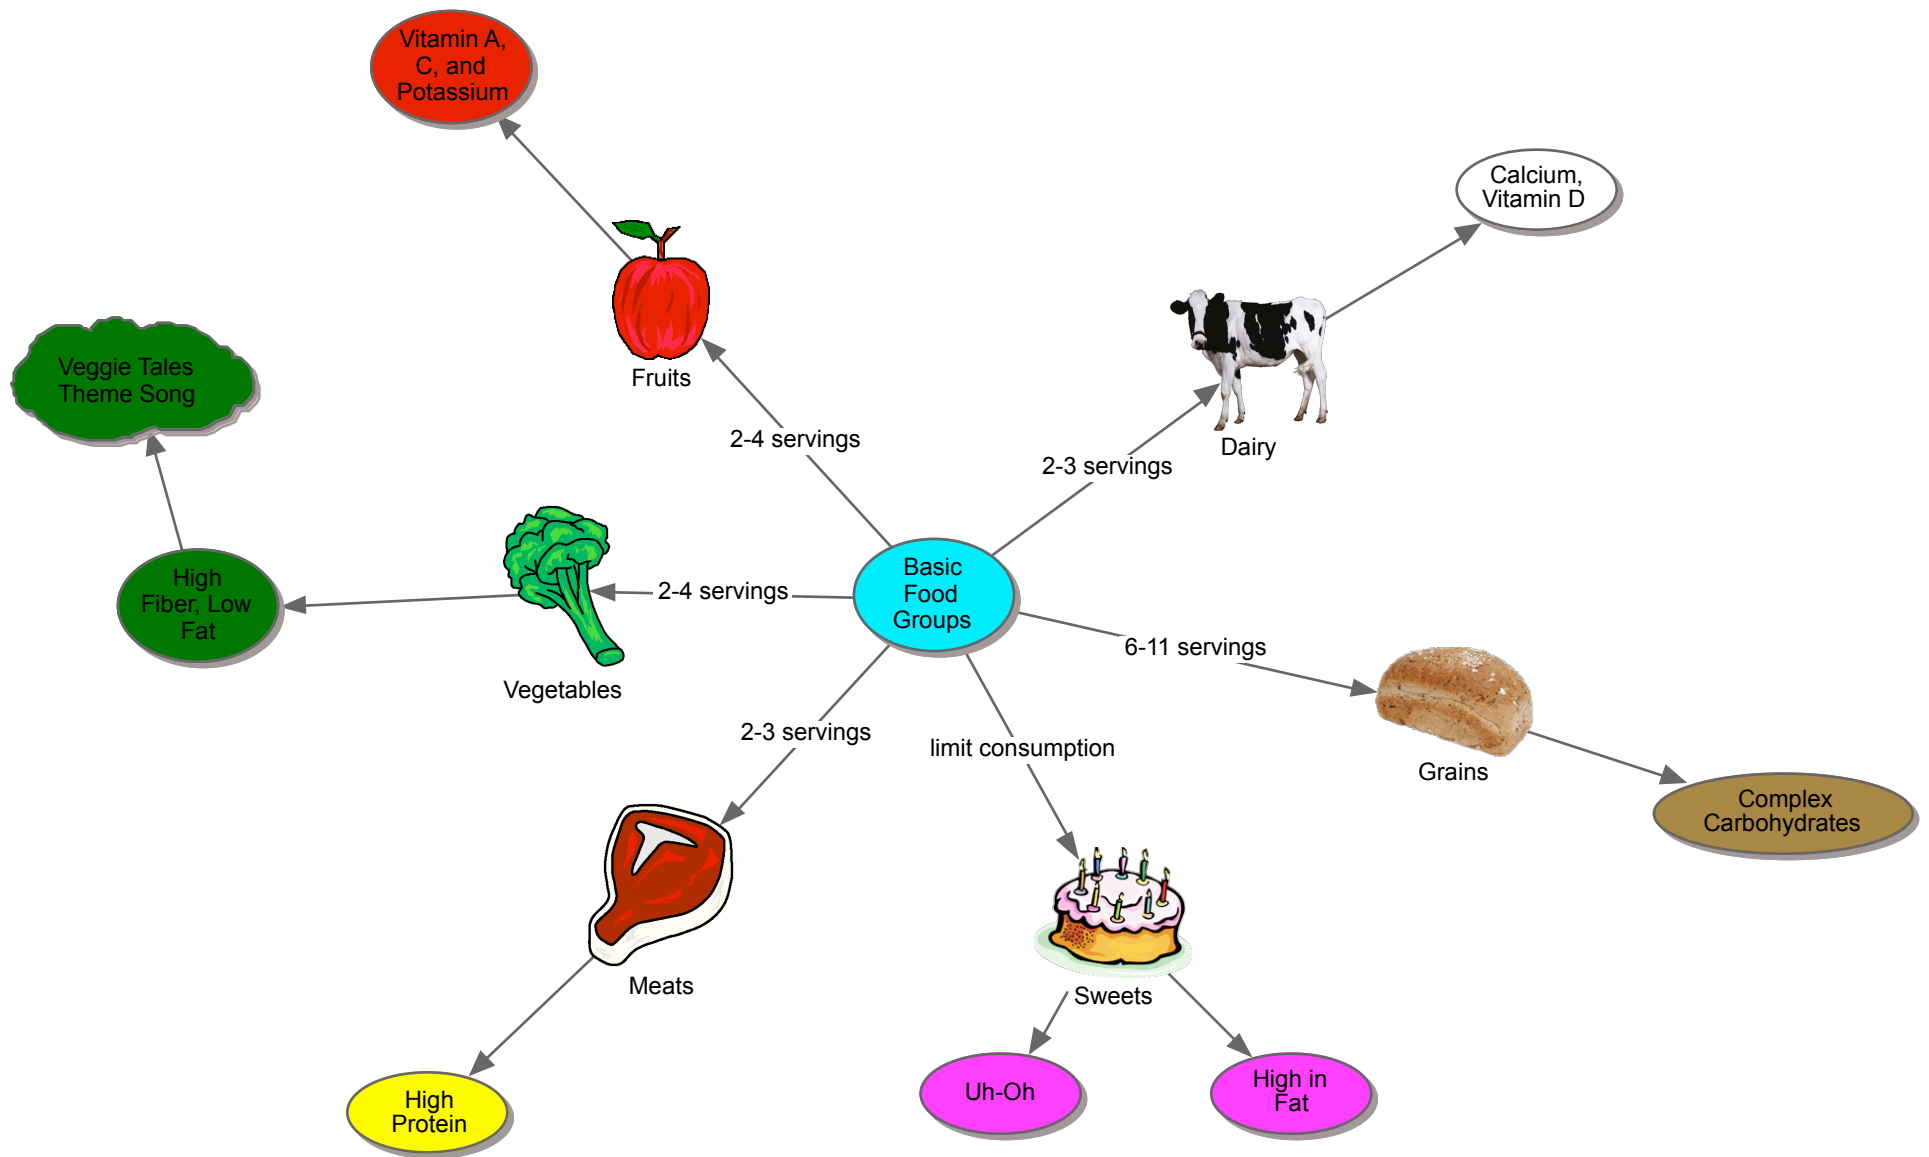 Vitamin A,
C, and
Potassium
Calcium,
Vitamin D
Veggie Tales
Theme Song
Fruits
2-4 servings
Dairy
2-3 servings
High
Fiber, Low
Fat
2-4 servings
Vegetables
Basic
Food
Groups
6-11 servings
Grains
Complex
Carbohydrates
2-3 servings
limit consumption
Meats
Sweets
High
Protein
Uh-Oh
High in
Fat